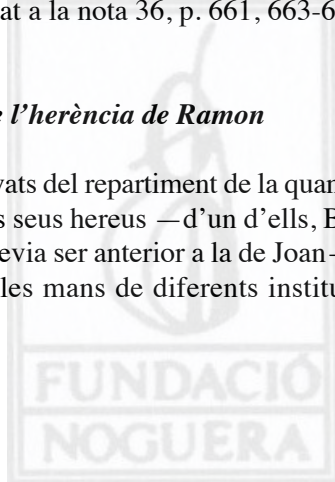 at a la nota 36, p. 661, 663-6
l’herència de Ramon
vats del repartiment de la quan
s seus hereus —d’un d’ells, B
evia ser anterior a la de Joan—
les mans de diferents institu
FUNDACIÓ
NOGUERA